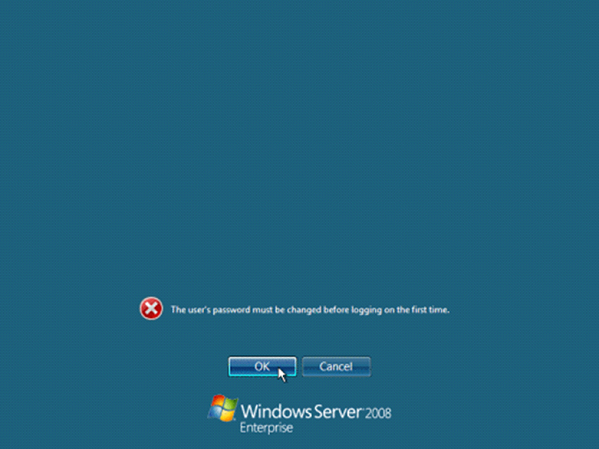 The user's password must be changed before logging on the first time.
OK Cancel
Windows Server 2008
Enterprise